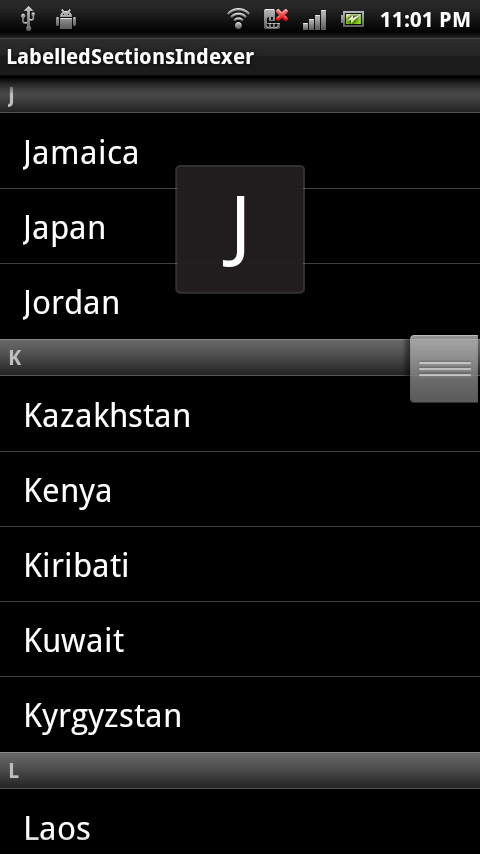 11:01 PM
LabelledSectionsIndexer
J
Jamaica
J
Japan
Jordan
K
Kazakhstan
Kenya
Kiribati
Kuwait
Kyrgyzstan
L
Laos